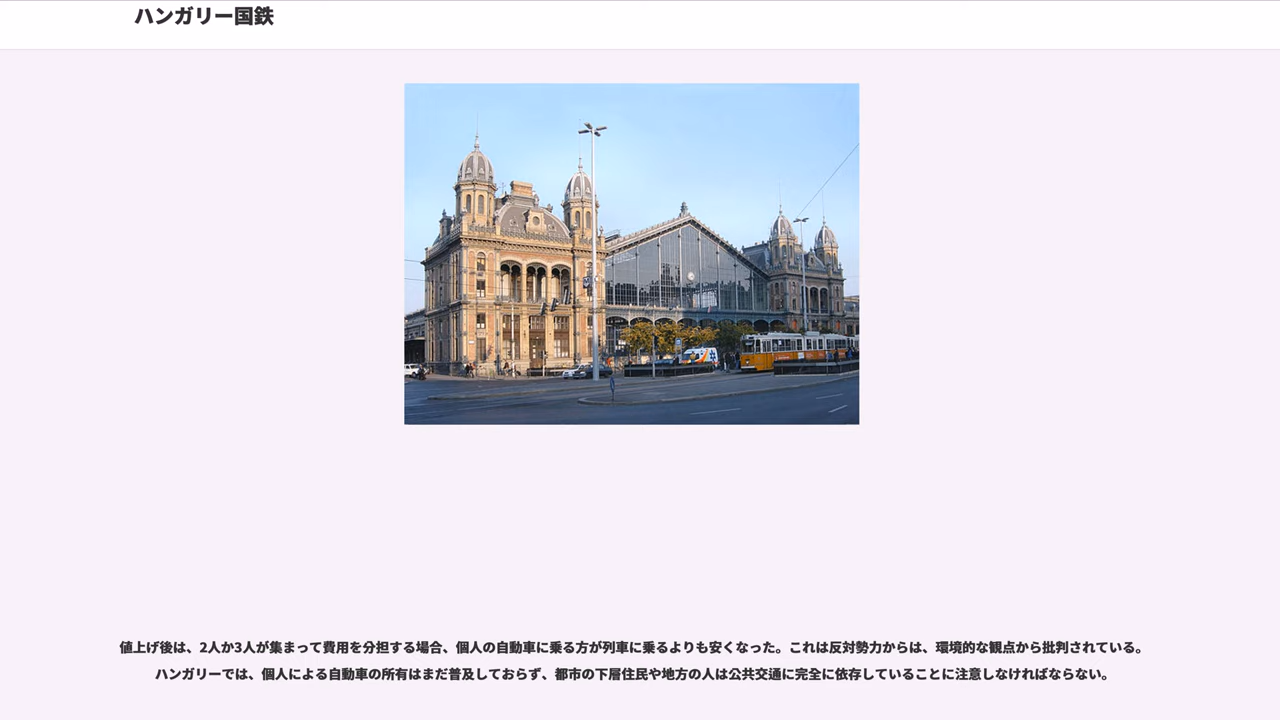 ハンガリー国鉄
値上げ後は、2人か3人が集まって費用を分担する場合、個人の自動車に乗る方が列車に乗るよりも安くなった。これは反対勢力からは、環境的な観点から批判されている。
ハンガリーでは、個人による自動車の所有はまだ普及しておらず、都市の下層住民や地方の人は公共交通に完全に依存していることに注意しなければならない。